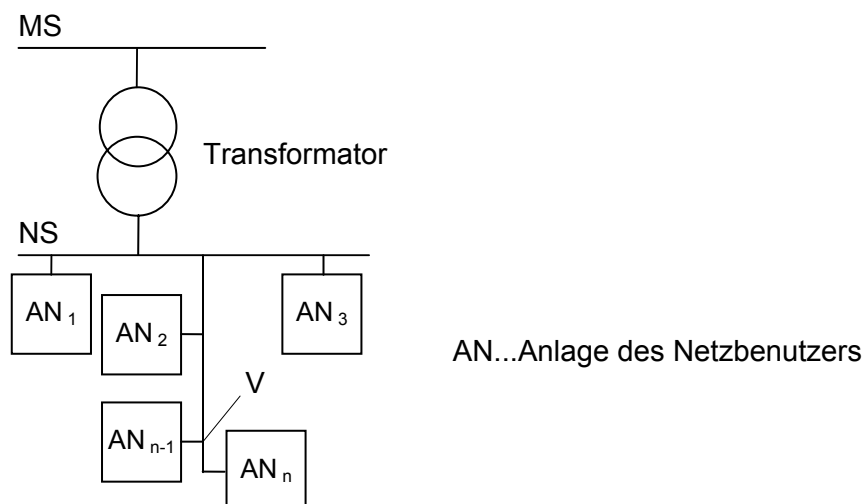 MS
Transformator
NS
AN 1
AN 2
AN 3
AN...Anlage des Netzbenutzers
V
AN n-1
AN n